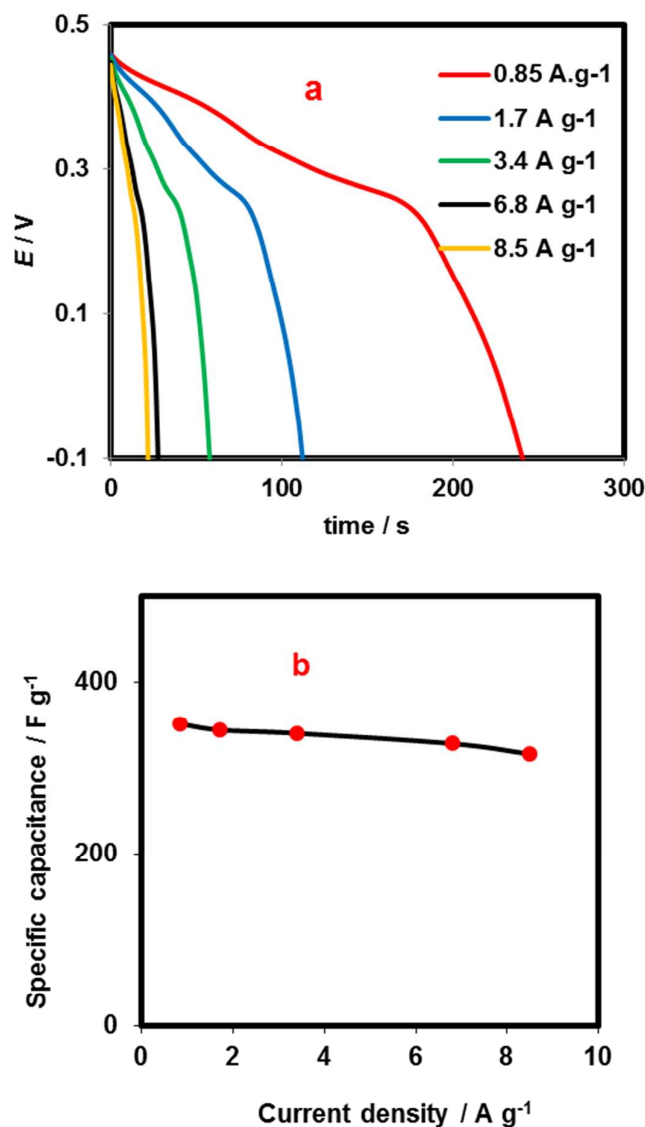 0.5
0.3
0.1
-0.1
E / V
a
0.85 A.g-1
1.7 A g-1
3.4 A g-1
6.8 A g-1
8.5 A g-1
0 100 200 300
time / s
b
400
200
0
Specific capacitance / F g⁻¹
0 2 4 6 8 10
Current density / A g⁻¹